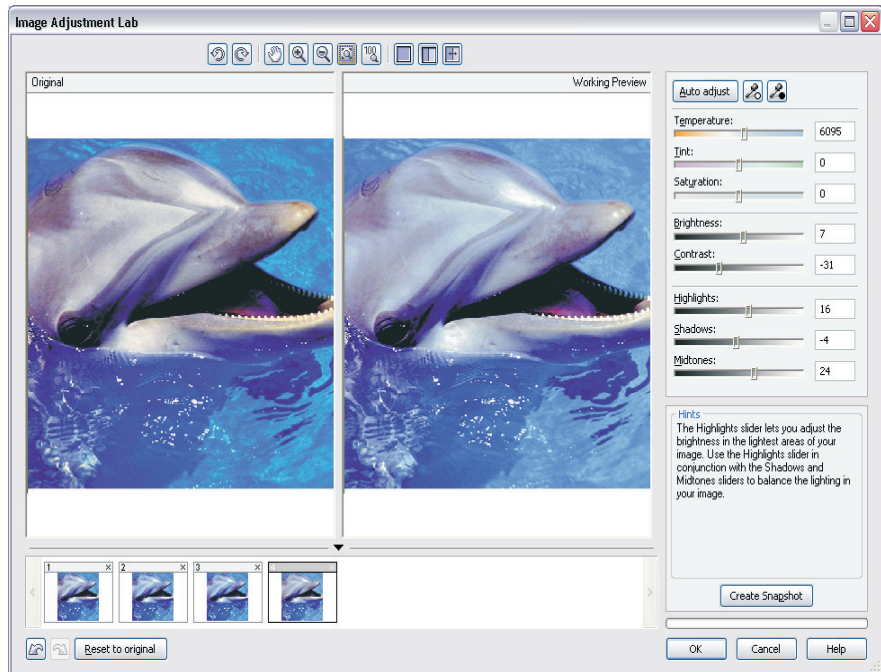 Image Adjustment Lab
100
Original
Working Preview
Auto adjust
Temperature:
6095
Tint:
0
Saturation:
0
Brightness:
7
Contrast:
-31
Highlights:
16
Shadows:
-4
Midtones:
24
Hints
The Highlights slider lets you adjust the
brightness in the lightest areas of your
image. Use the Highlights slider in
conjunction with the Shadows and
Midtones sliders to balance the lighting in
your image.
1
2
3
Create Snapshot
Reset to original
OK
Cancel
Help